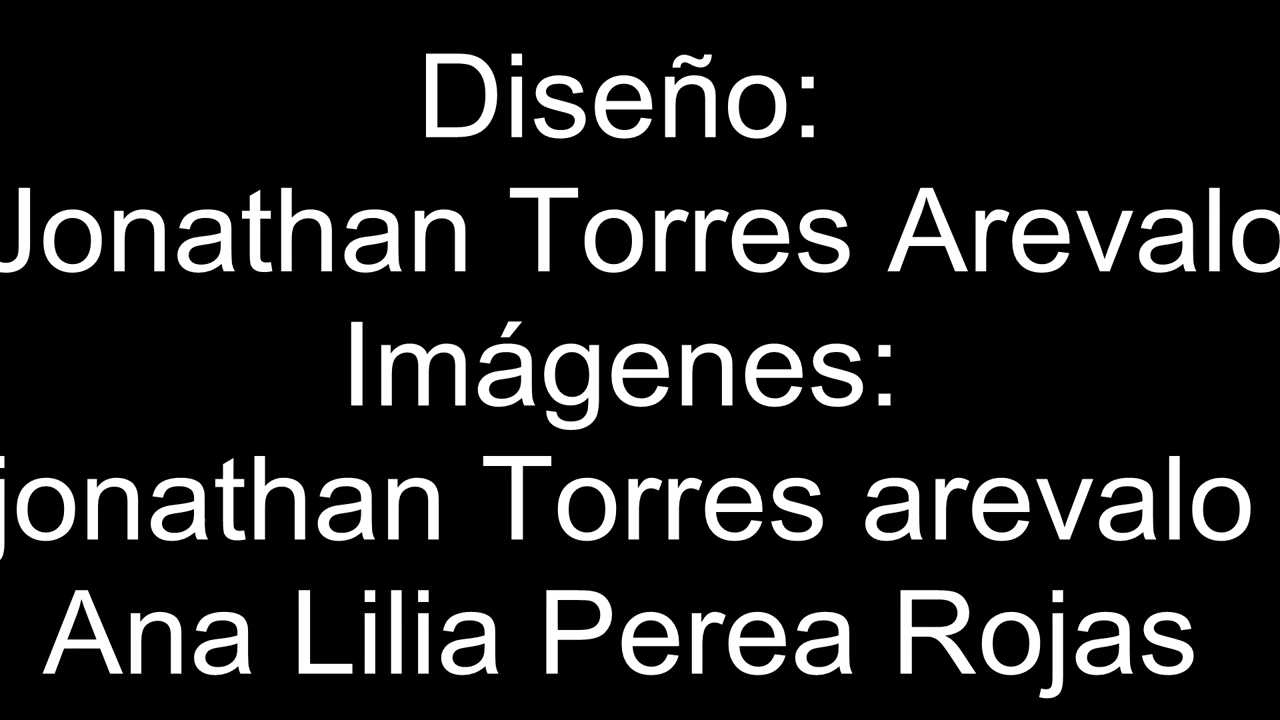 Diseño:
Jonathan Torres Arevalo
Imágenes:
jonathan Torres arevalo
Ana Lilia Perea Rojas